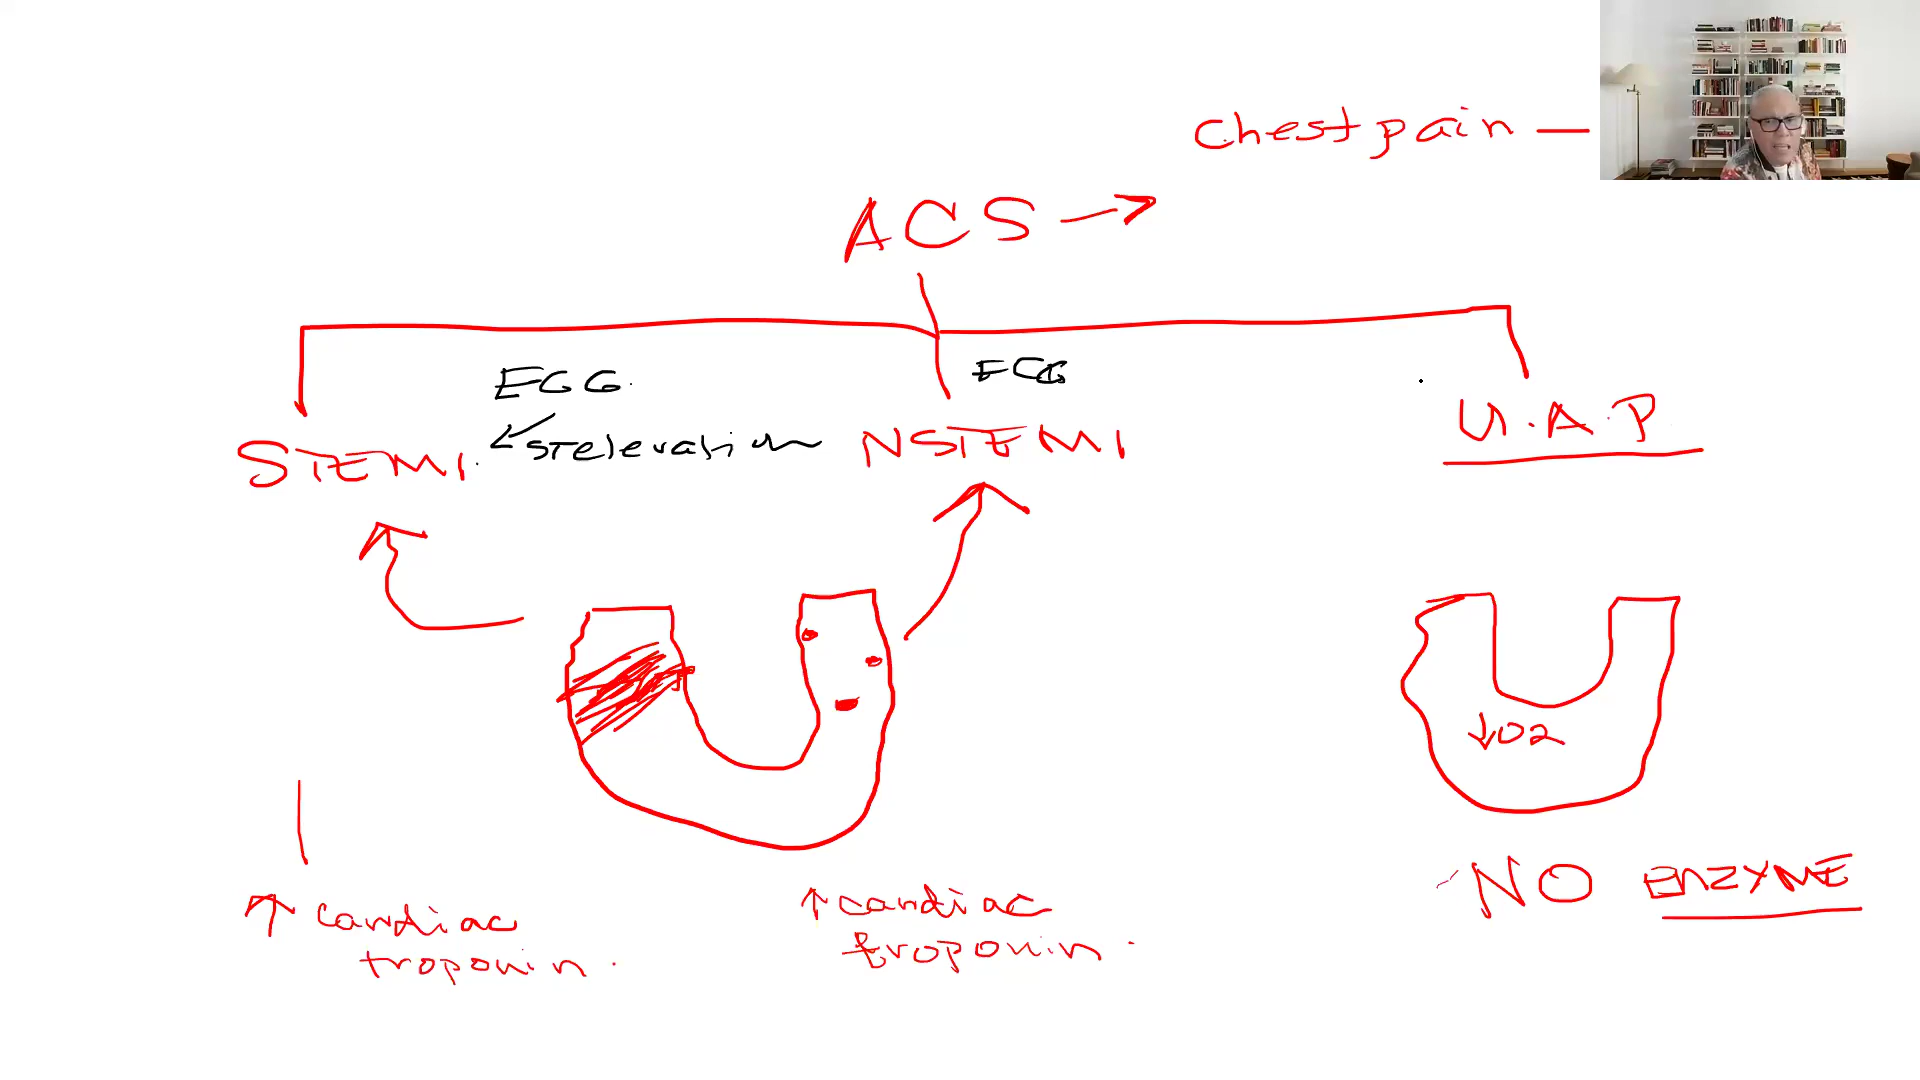 Chest pain —
ACS →
ECG.
ECG
STEMI.
ST elevation
NSTEMI
U.A.P
↓O2
NO ENZYME
↑ cardiac
troponin.
↑ cardiac
troponin.